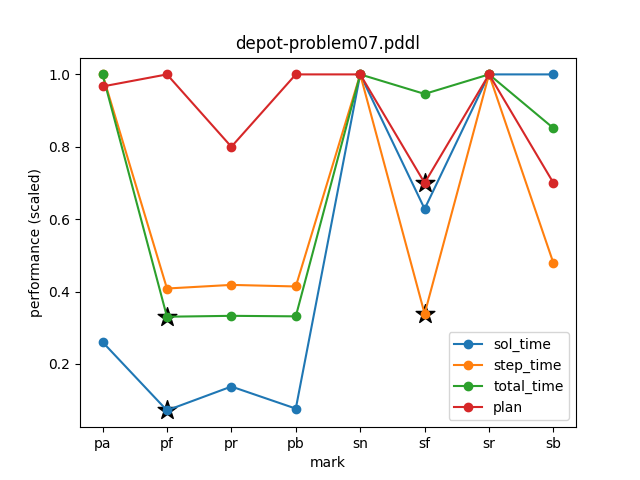 depot-problem07.pddl
performance (scaled)
1.0
0.8
0.6
0.4
0.2
pa pf pr pb sn sf sr sb
mark
sol_time
step_time
total_time
plan